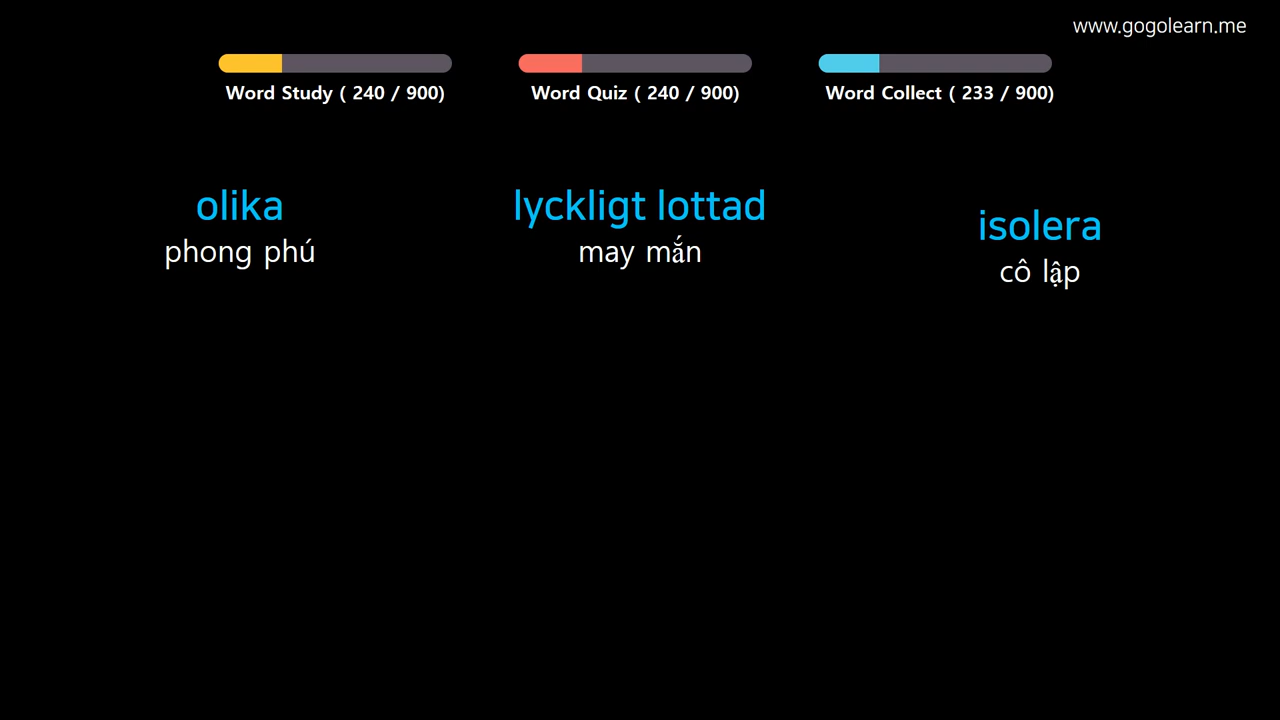 www.gogolearn.me
Word Study ( 240 / 900)
Word Quiz ( 240 / 900)
Word Collect ( 233 / 900)
olika
phong phú
lyckligt lottad
may mắn
isolera
cô lập